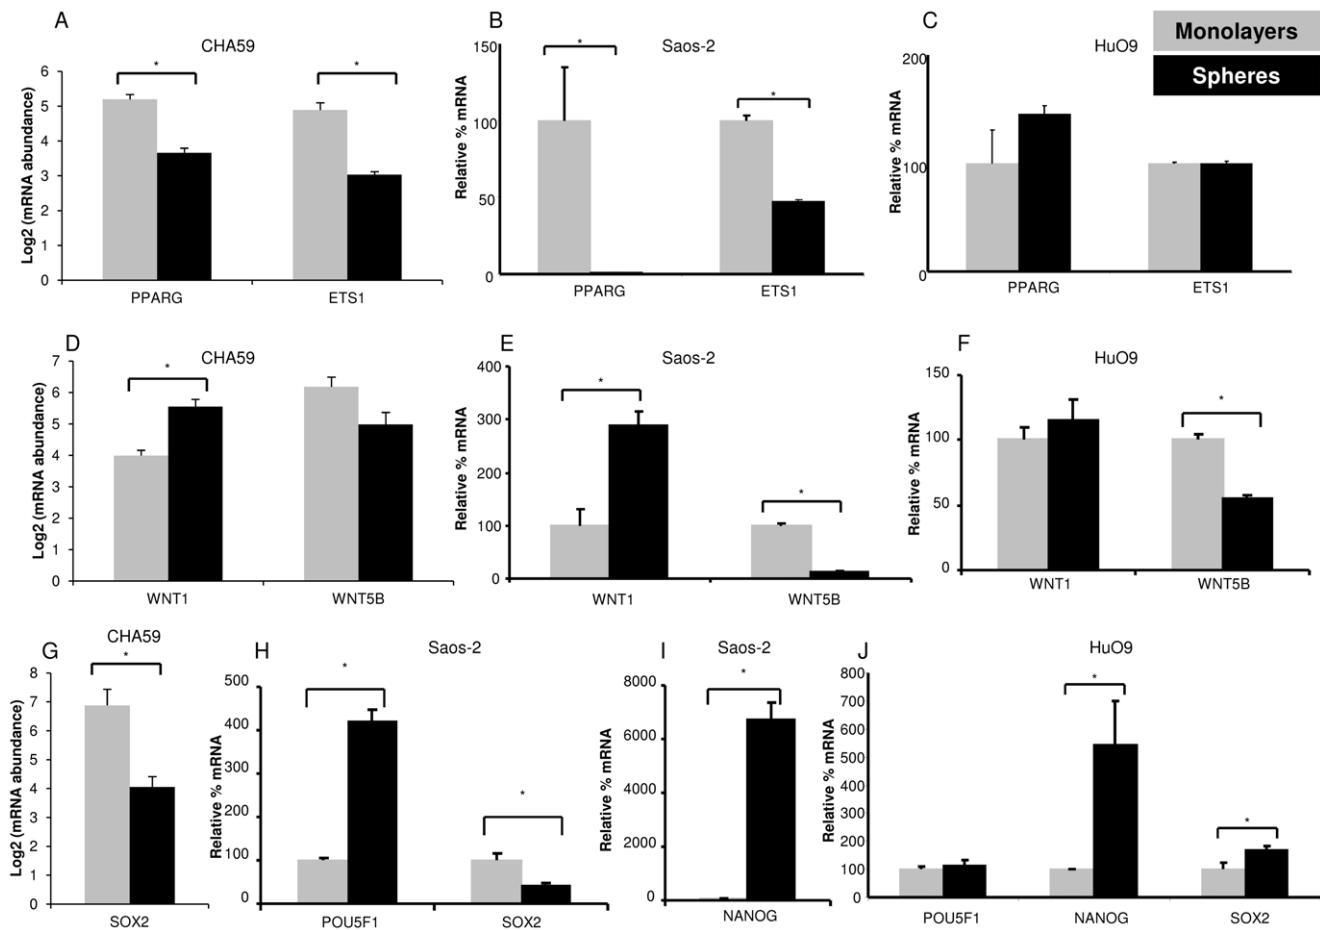 A
CHA59
Log2 (mRNA abundance)
6
5
4
3
2
1
0
*
*
PPARG
ETS1
B
Saos-2
Relative % mRNA
150
100
50
0
*
*
PPARG
ETS1
C
HuO9
Relative % mRNA
200
100
0
PPARG
ETS1
Monolayers
Spheres
D
CHA59
Log2 (mRNA abundance)
7
6
5
4
3
2
1
0
*
WNT1
WNT5B
E
Saos-2
Relative % mRNA
400
300
200
100
0
*
*
WNT1
WNT5B
F
HuO9
Relative % mRNA
150
100
50
0
*
WNT1
WNT5B
G
CHA59
Log2 (mRNA abundance)
8
7
6
5
4
3
2
1
0
*
SOX2
H
Saos-2
Relative % mRNA
500
400
300
200
100
0
*
*
POU5F1
SOX2
I
Saos-2
Relative % mRNA
8000
6000
4000
2000
0
*
NANOG
J
HuO9
Relative % mRNA
800
700
600
500
400
300
200
100
0
*
*
POU5F1
NANOG
SOX2